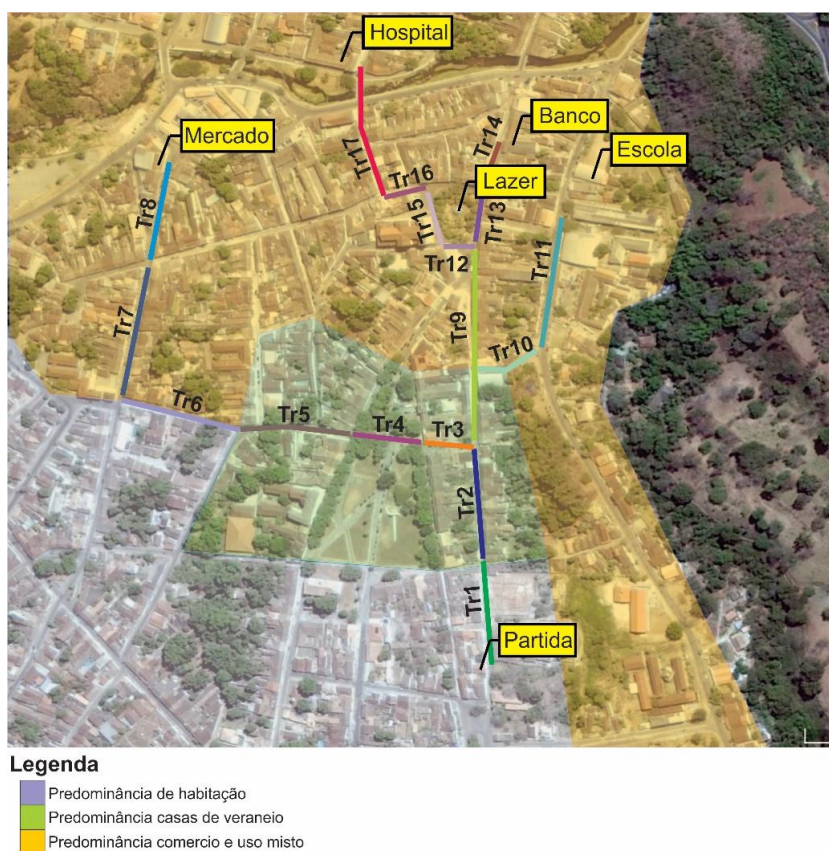 Hospital
Tr14
Banco
Mercado
Escola
Tr17
Tr16
Lazer
Tr15
Tr13
Tr8
Tr12
Tr11
Tr7
Tr9
Tr10
Tr6
Tr5
Tr4
Tr3
Tr2
Tr1
Partida
Legenda
Predominância de habitação
Predominância casas de veraneio
Predominância comercio e uso misto